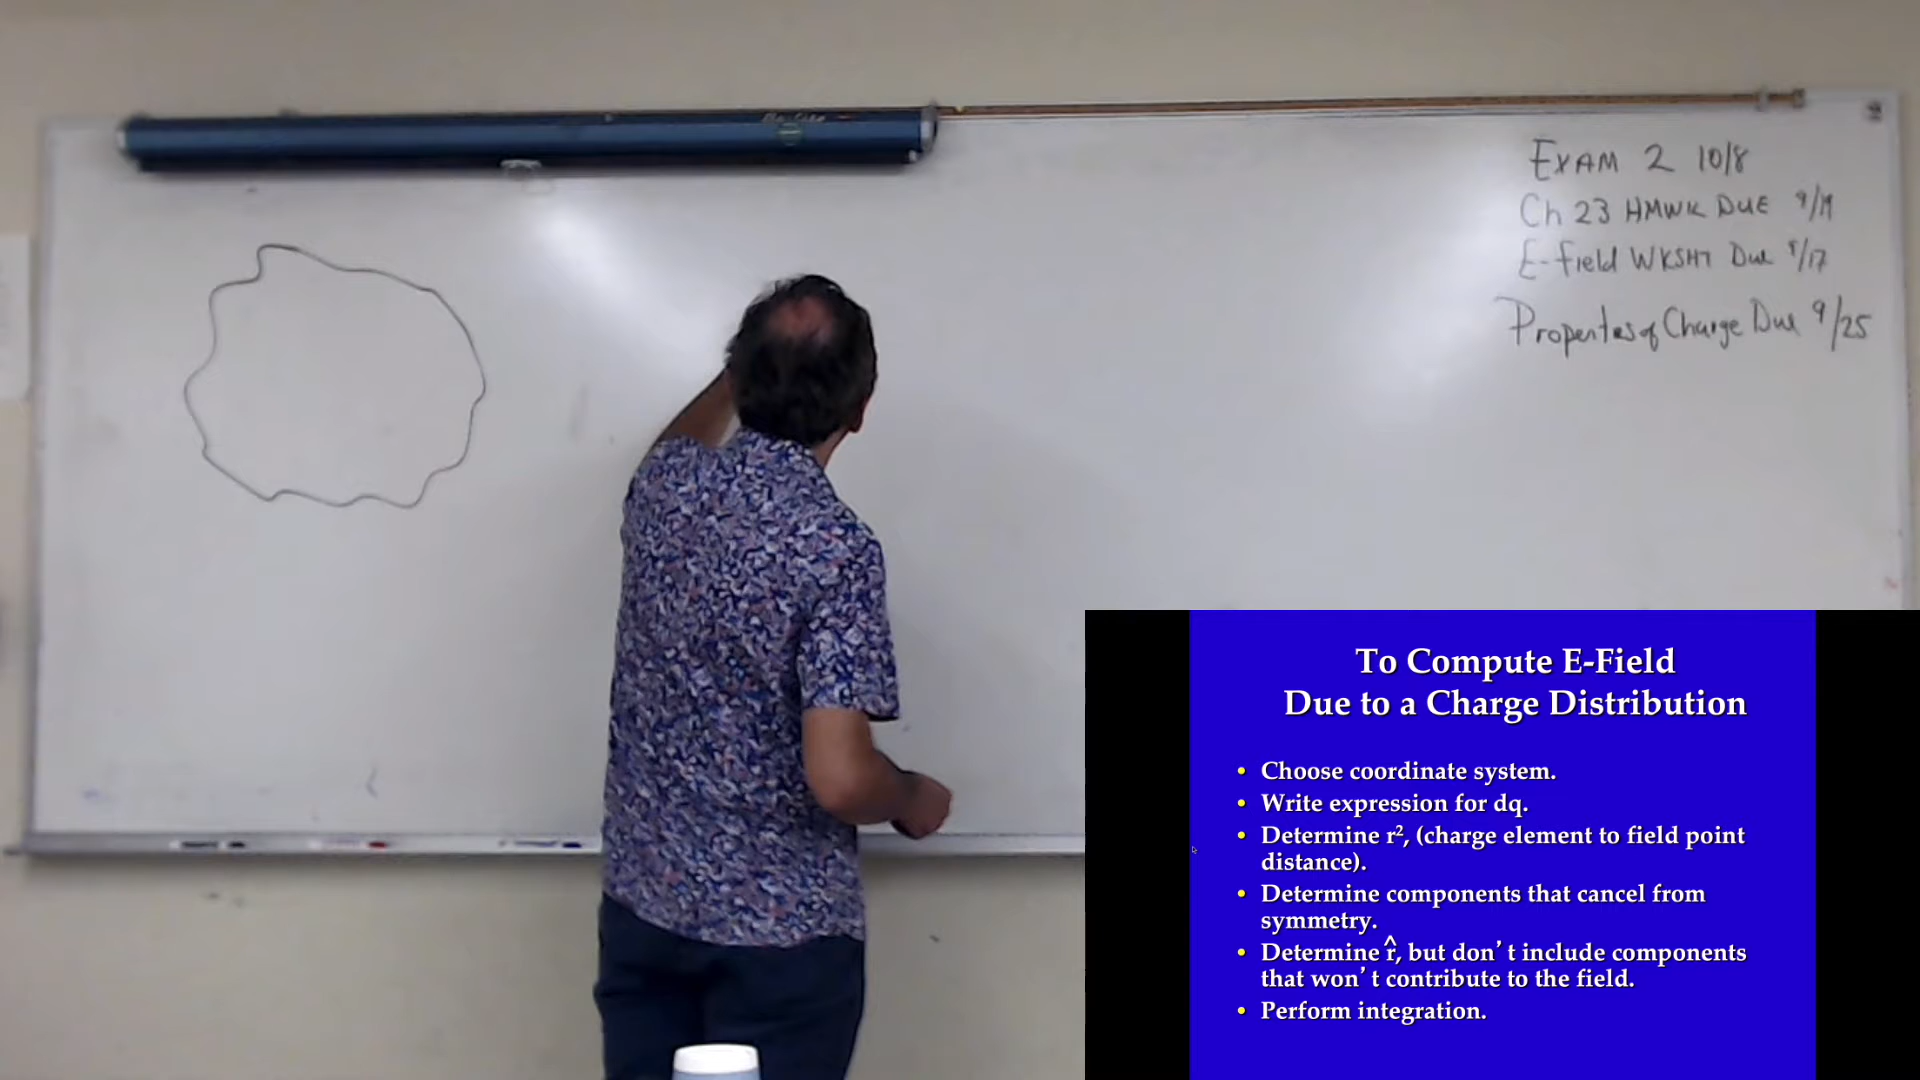 EXAM 2 10/8
Ch 23 HMWK DUE 9/19
E-field WKSHT Due 9/17
Properties of Charge Due 9/25
To Compute E-Field
Due to a Charge Distribution
• Choose coordinate system.
• Write expression for dq.
• Determine r², (charge element to field point
distance).
• Determine components that cancel from
symmetry.
• Determine r̂, but don’t include components
that won’t contribute to the field.
• Perform integration.